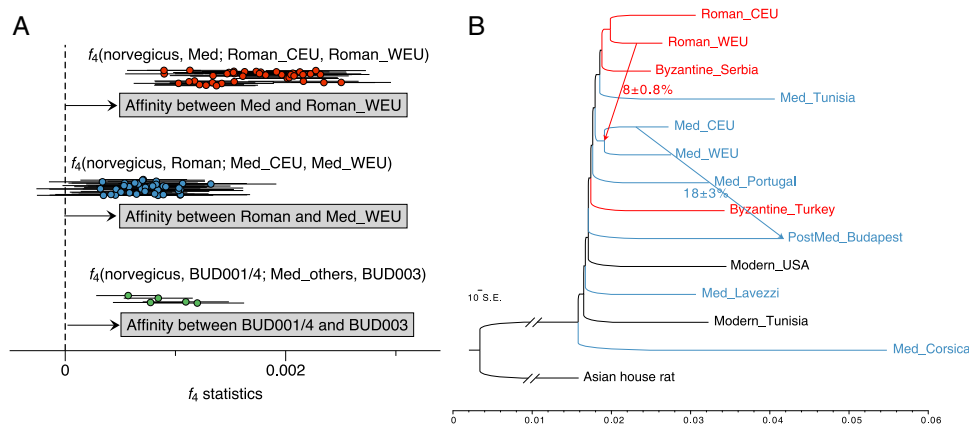 A
f4(norvegicus, Med; Roman_CEU, Roman_WEU)
Affinity between Med and Roman_WEU
f4(norvegicus, Roman; Med_CEU, Med_WEU)
Affinity between Roman and Med_WEU
f4(norvegicus, BUD001/4; Med_others, BUD003)
Affinity between BUD001/4 and BUD003
0 0.002
f4 statistics
B
Roman_CEU
Roman_WEU
Byzantine_Serbia
8±0.8%
Med_Tunisia
Med_CEU
Med_WEU
Med_Portugal
18±3%
Byzantine_Turkey
PostMed_Budapest
Modern_USA
10 S.E.
Med_Lavezzi
Modern_Tunisia
Med_Corsica
Asian house rat
0.00 0.01 0.02 0.03 0.04 0.05 0.06